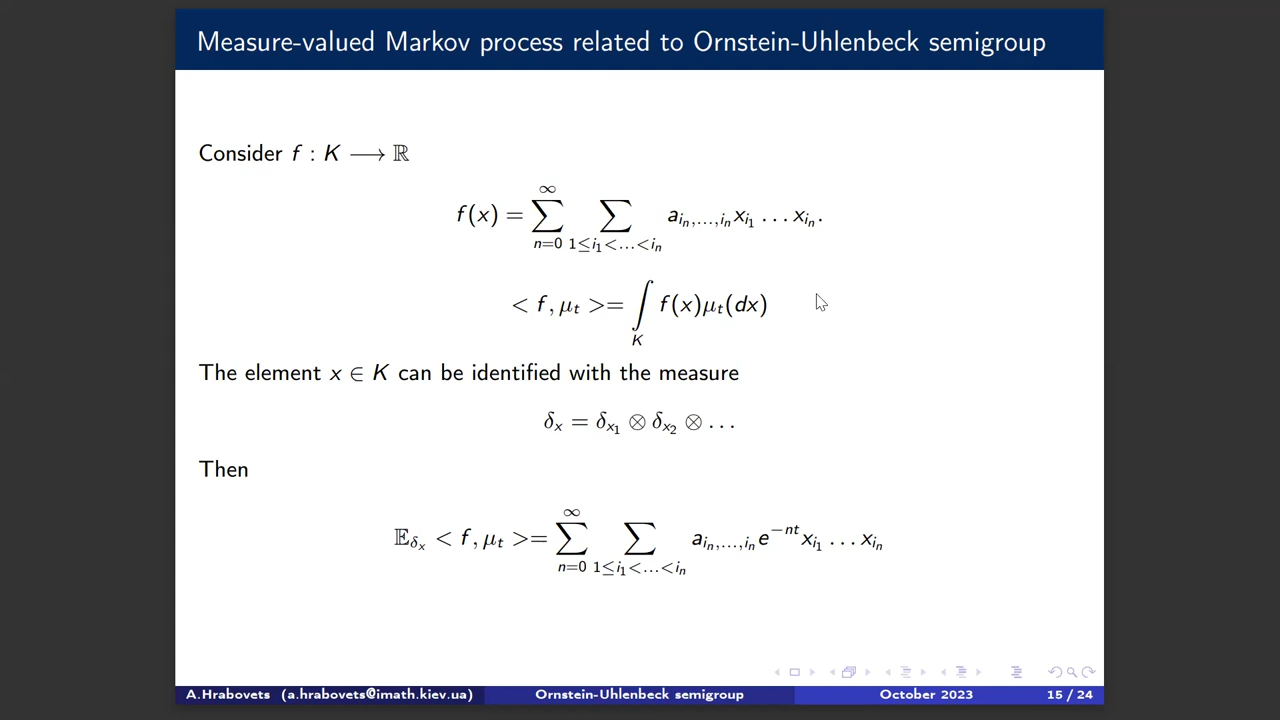 Measure-valued Markov process related to Ornstein-Uhlenbeck semigroup
Consider f : K ⟶ ℝ
f(x) = ∑_{n=0}^{∞} ∑_{1≤i_1<...<i_n} a_{i_n,...,i_n} x_{i_1} ... x_{i_n}.
< f, μ_t >= ∫_K f(x)μ_t(dx)
The element x ∈ K can be identified with the measure
δ_x = δ_{x_1} ⊗ δ_{x_2} ⊗ ...
Then
𝔼_{δ_x} < f, μ_t >= ∑_{n=0}^{∞} ∑_{1≤i_1<...<i_n} a_{i_n,...,i_n} e^{−nt} x_{i_1} ... x_{i_n}
A.Hrabovets (a.hrabovets@imath.kiev.ua) Ornstein-Uhlenbeck semigroup October 2023 15 / 24